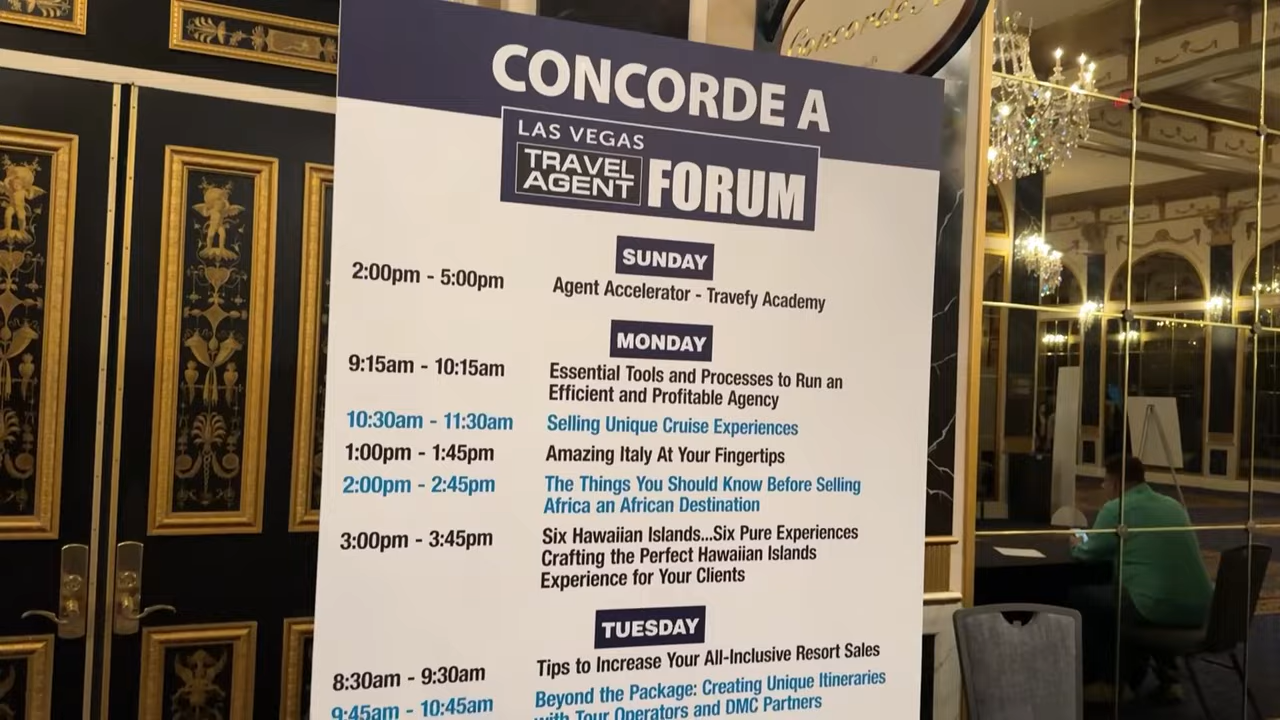 Concorde A
CONCORDE A
LAS VEGAS
TRAVEL
AGENT
FORUM
SUNDAY
2:00pm - 5:00pm Agent Accelerator - Travefy Academy
MONDAY
9:15am - 10:15am Essential Tools and Processes to Run an
Efficient and Profitable Agency
10:30am - 11:30am Selling Unique Cruise Experiences
1:00pm - 1:45pm Amazing Italy At Your Fingertips
2:00pm - 2:45pm The Things You Should Know Before Selling
Africa an African Destination
3:00pm - 3:45pm Six Hawaiian Islands...Six Pure Experiences
Crafting the Perfect Hawaiian Islands
Experience for Your Clients
TUESDAY
8:30am - 9:30am Tips to Increase Your All-Inclusive Resort Sales
9:45am - 10:45am Beyond the Package: Creating Unique Itineraries
with Tour Operators and DMC Partners